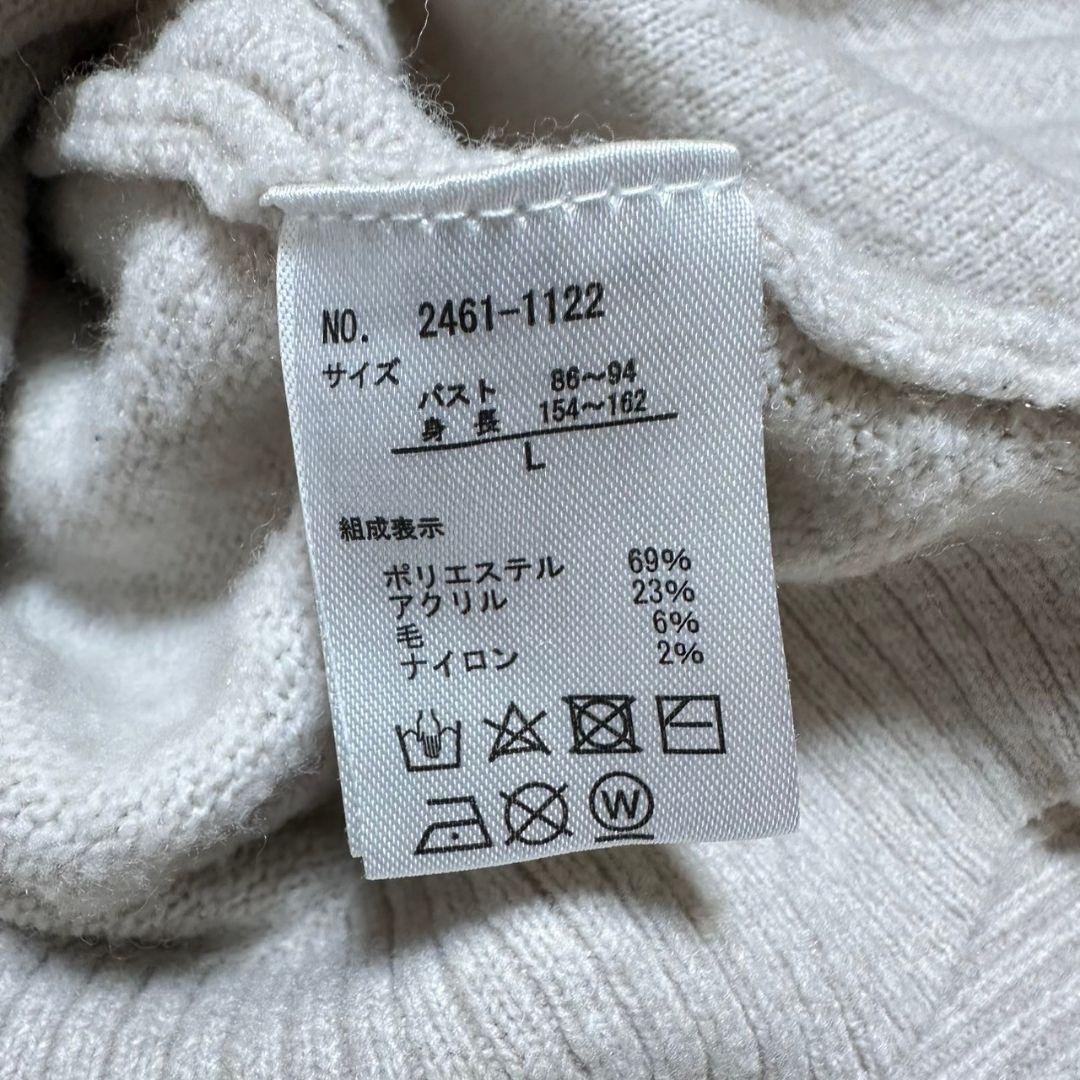 NO. 2461-1122
サイズ
バスト 86～94
身長 154～162
L
組成表示
ポリエステル 69%
アクリル 23%
毛 6%
ナイロン 2%
W